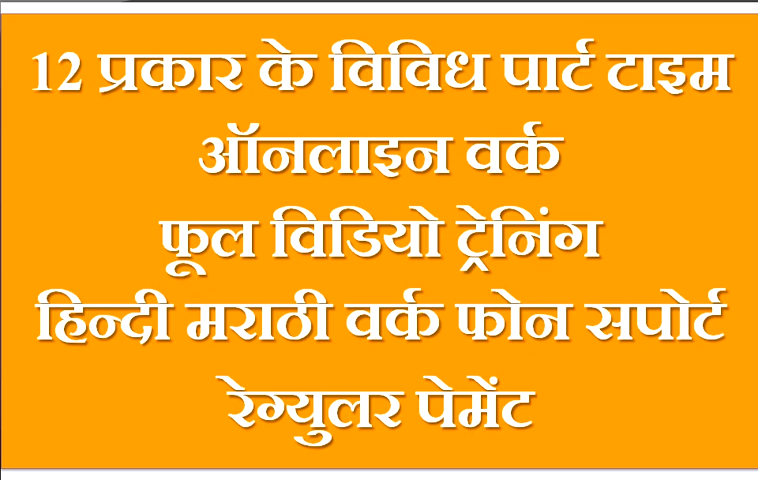 12 प्रकार के विविध पार्ट टाइम
ऑनलाइन वर्क
फूल विडियो ट्रेनिंग
हिन्दी मराठी वर्क फोन सपोर्ट
रेग्युलर पेमेंट